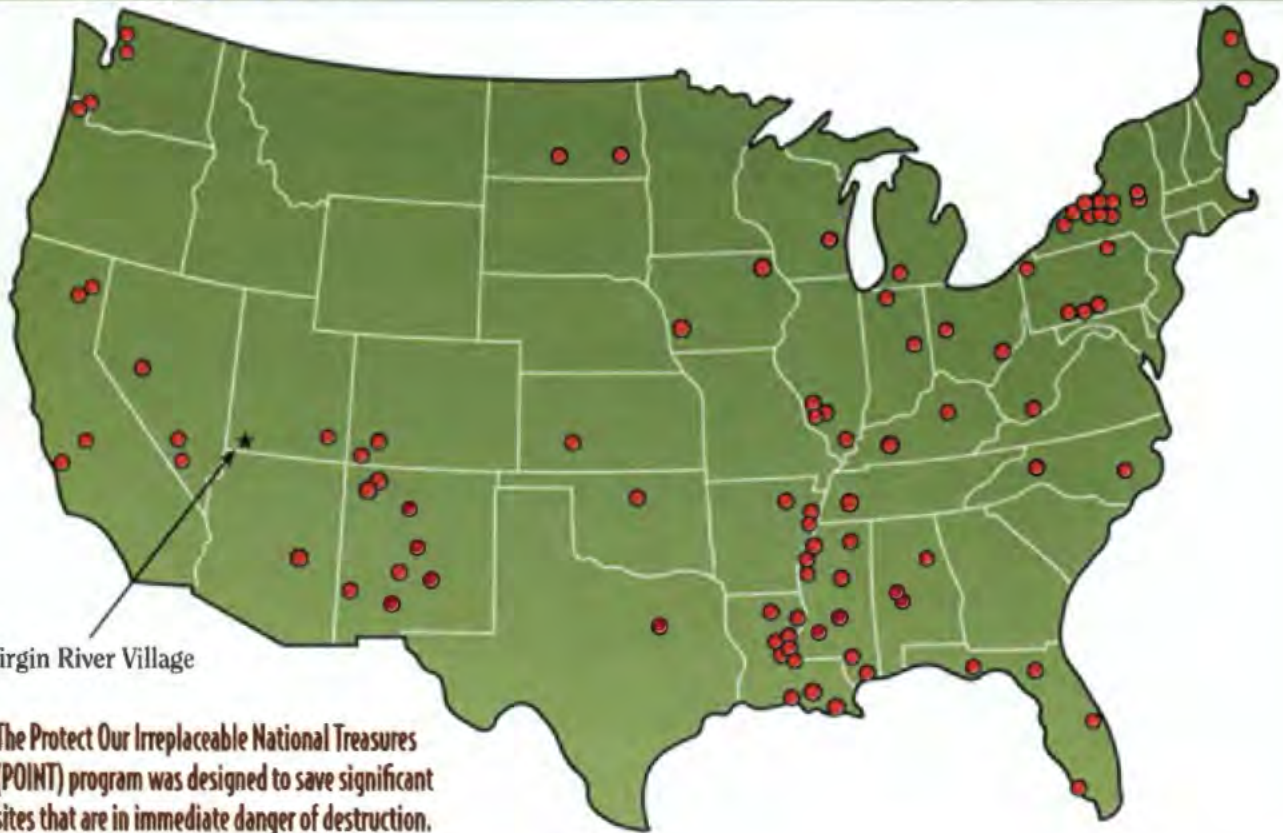 irgin River Village
The Protect Our Irreplaceable National Treasures
(POINT) program was designed to save significant
sites that are in immediate danger of destruction.